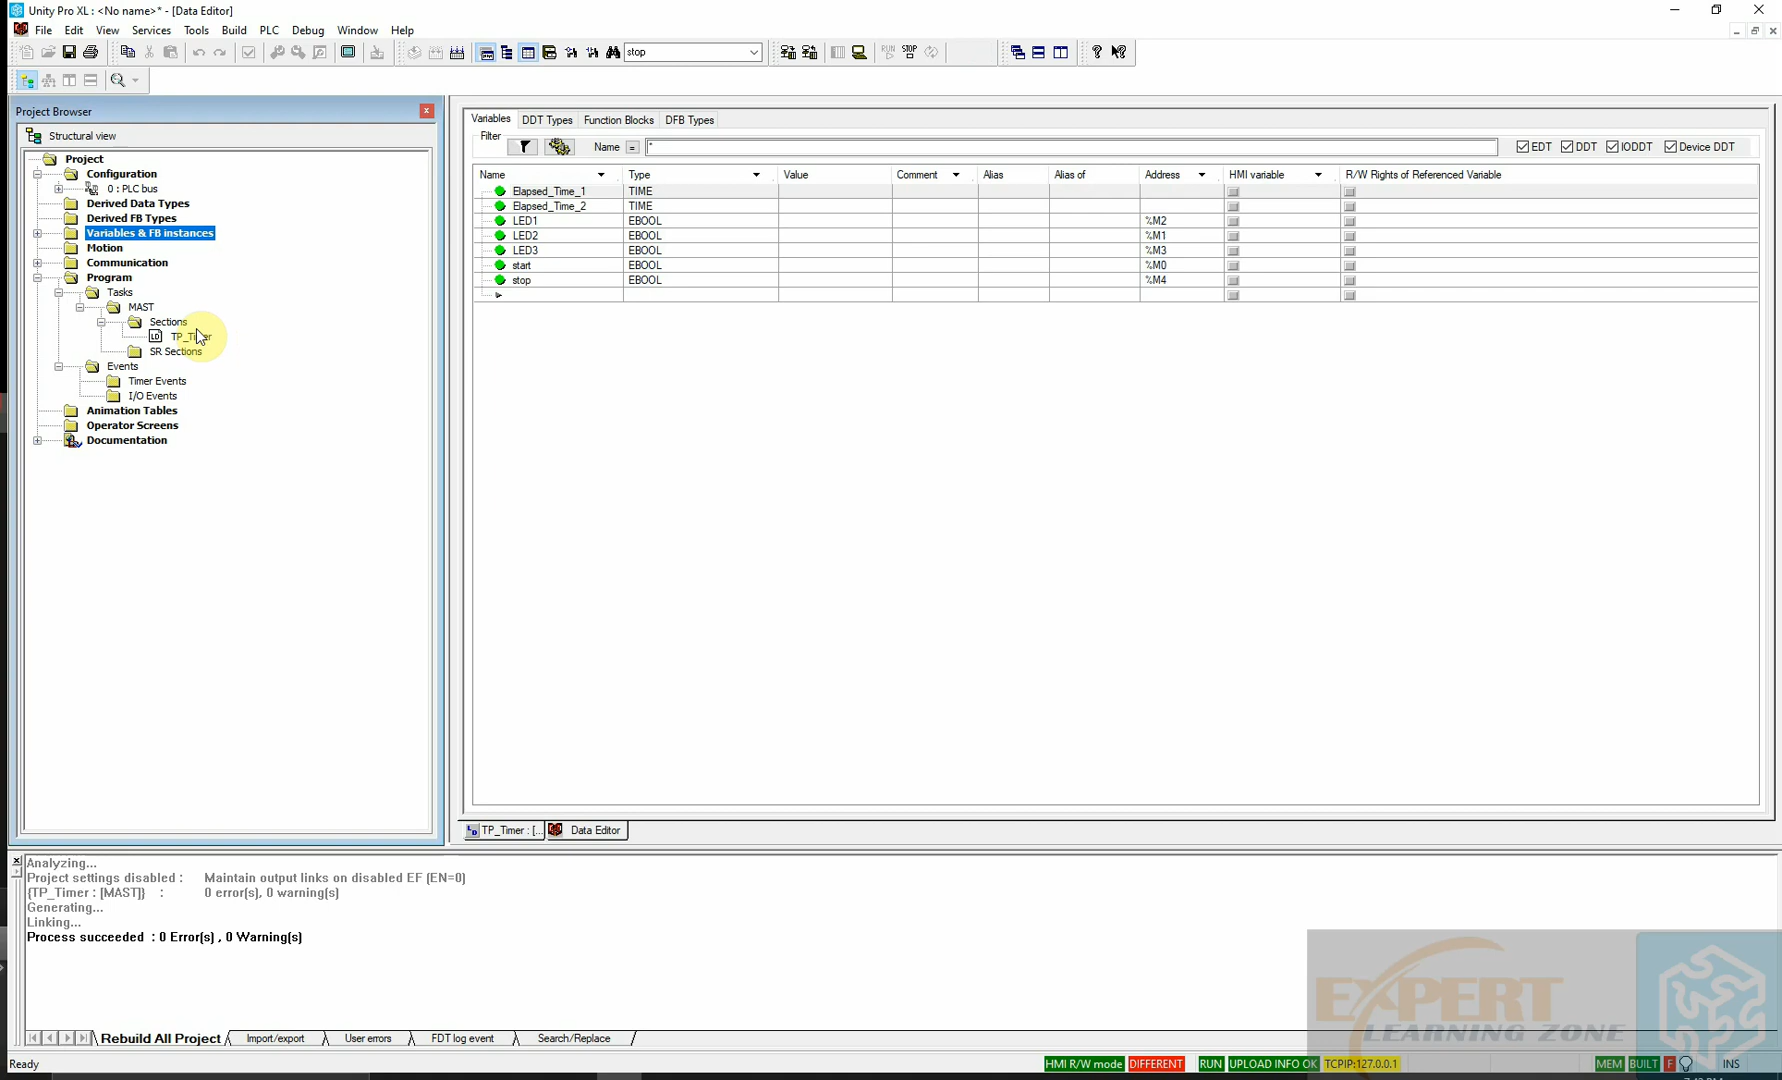 Unity Pro XL : <No name>* - [Data Editor]
File Edit View Services Tools Build PLC Debug Window Help
stop
RUN STOP
Project Browser
Structural view
Project
Configuration
0 : PLC bus
Derived Data Types
Derived FB Types
Variables & FB instances
Motion
Communication
Program
Tasks
MAST
Sections
LD TP_Timer
SR Sections
Events
Timer Events
I/O Events
Animation Tables
Operator Screens
Documentation
Variables DDT Types Function Blocks DFB Types
Filter
Name = * EDT DDT IODDT Device DDT
Name Type Value Comment Alias Alias of Address HMI variable R/W Rights of Referenced Variable
Elapsed_Time_1 TIME
Elapsed_Time_2 TIME
LED1 EBOOL %M2
LED2 EBOOL %M1
LED3 EBOOL %M3
start EBOOL %M0
stop EBOOL %M4
TP_Timer : [... Data Editor
Analyzing...
Project settings disabled : Maintain output links on disabled EF (EN=0)
{TP_Timer : [MAST]} : 0 error(s), 0 warning(s)
Generating...
Linking...
Process succeeded : 0 Error(s) , 0 Warning(s)
EXPERT
LEARNING ZONE
Rebuild All Project Import/export User errors FDT log event Search/Replace
Ready HMI R/W mode DIFFERENT RUN UPLOAD INFO OK TCPIP:127.0.0.1 MEM BUILT F INS